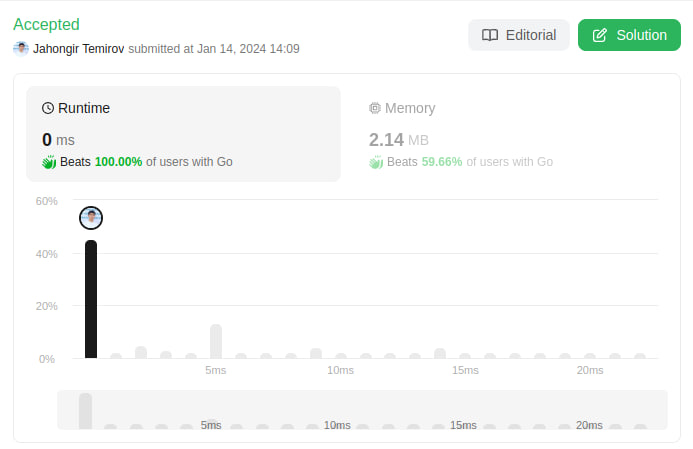 Accepted
Jahongir Temirov submitted at Jan 14, 2024 14:09
Editorial
Solution
Runtime
0 ms
Beats 100.00% of users with Go
Memory
2.14 MB
Beats 59.66% of users with Go
60%
40%
20%
0%
5ms 10ms 15ms 20ms
5ms 10ms 15ms 20ms